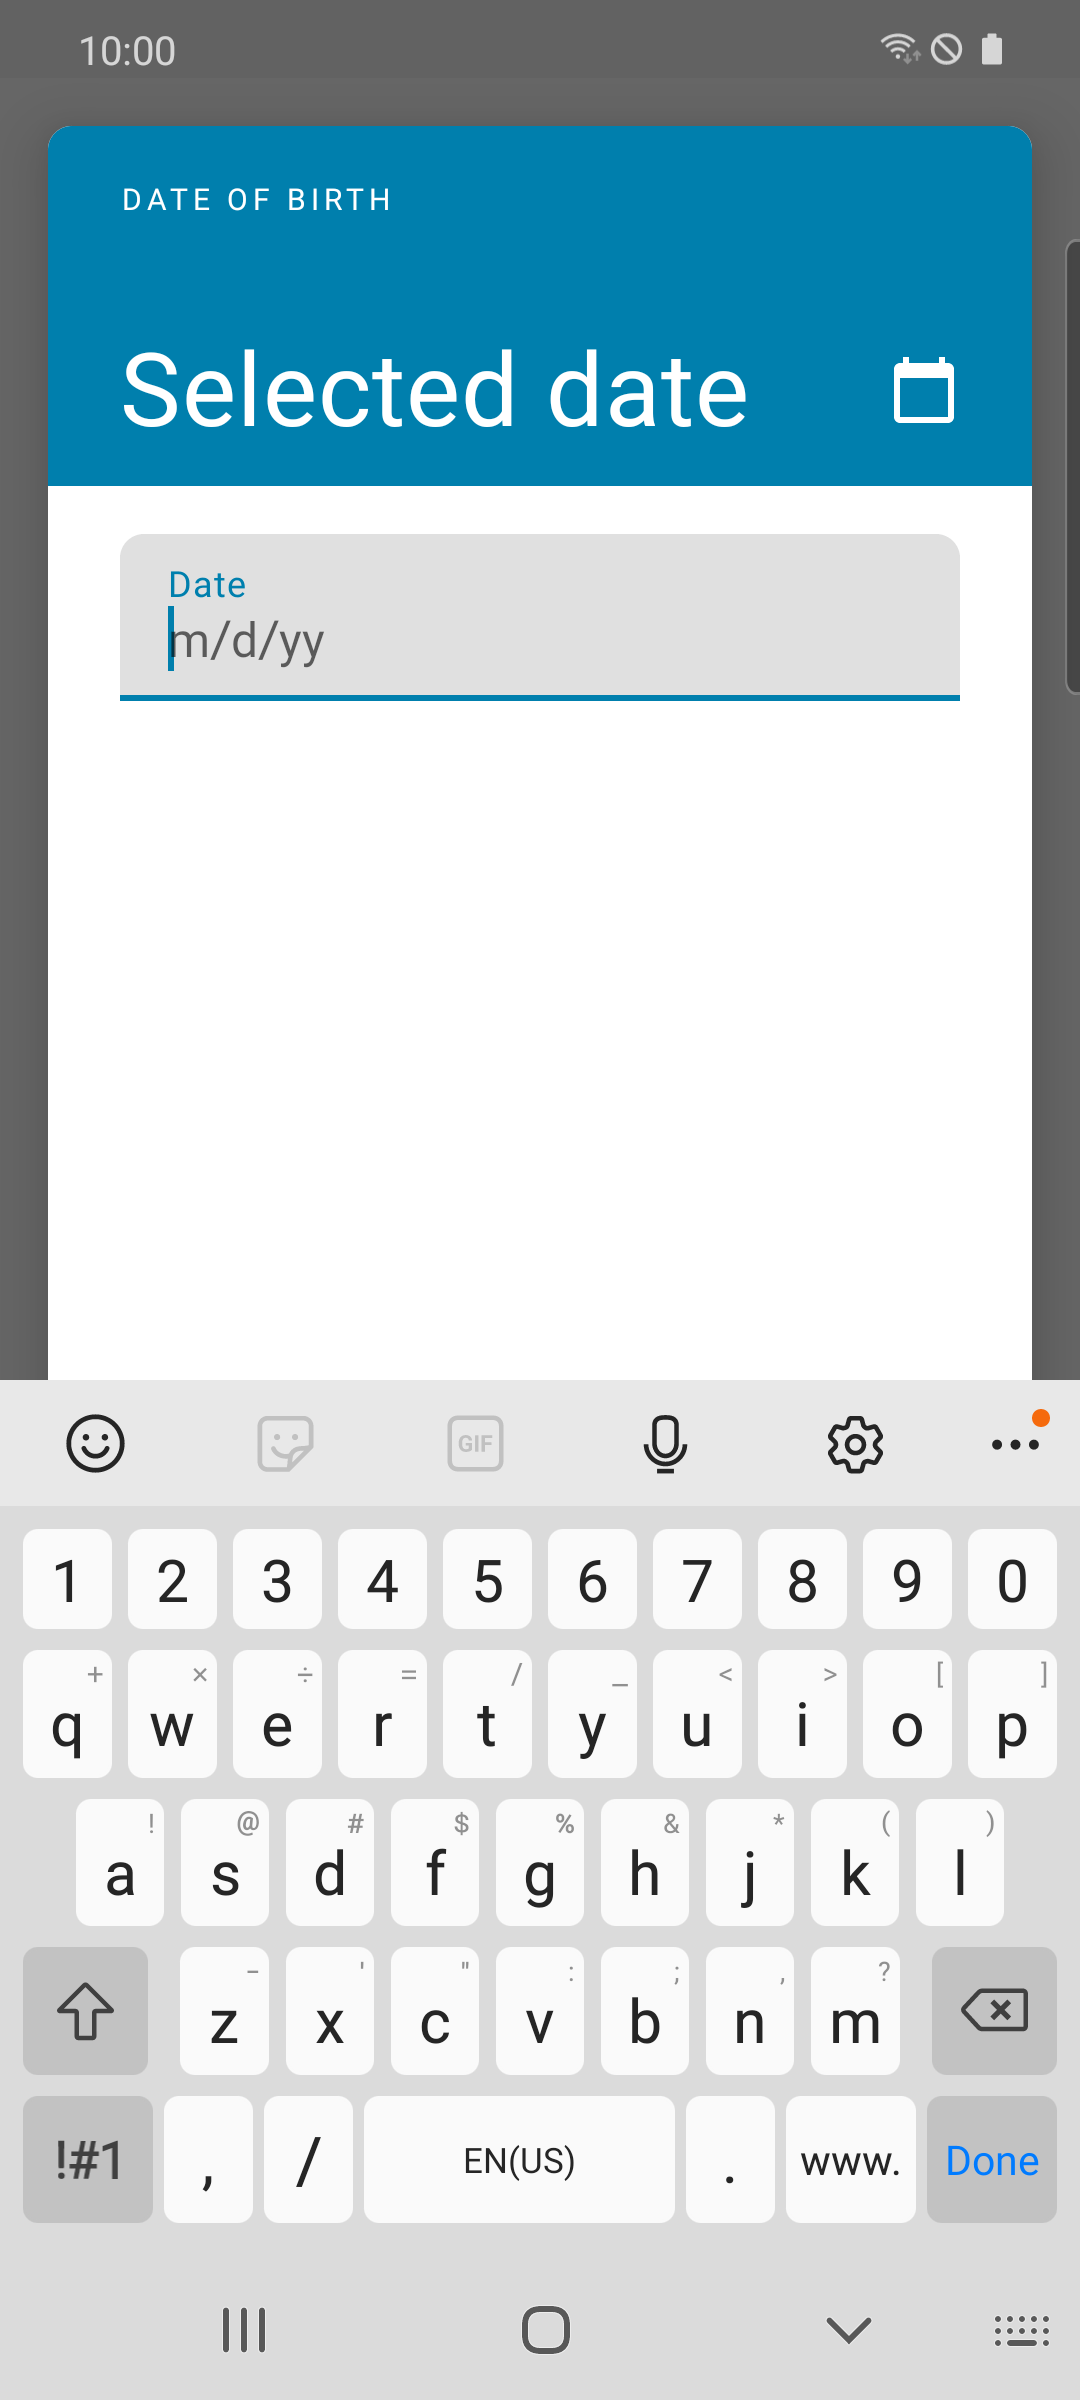 10:00
DATE OF BIRTH
Selected date
Date
m/d/yy
GIF
1 2 3 4 5 6 7 8 9 0
+ × ÷ = / _ < > [ ]
q w e r t y u i o p
! @ # $ % & * ( )
a s d f g h j k l
- ' " : ; , ?
z x c v b n m
!#1 , / EN(US) . www. Done